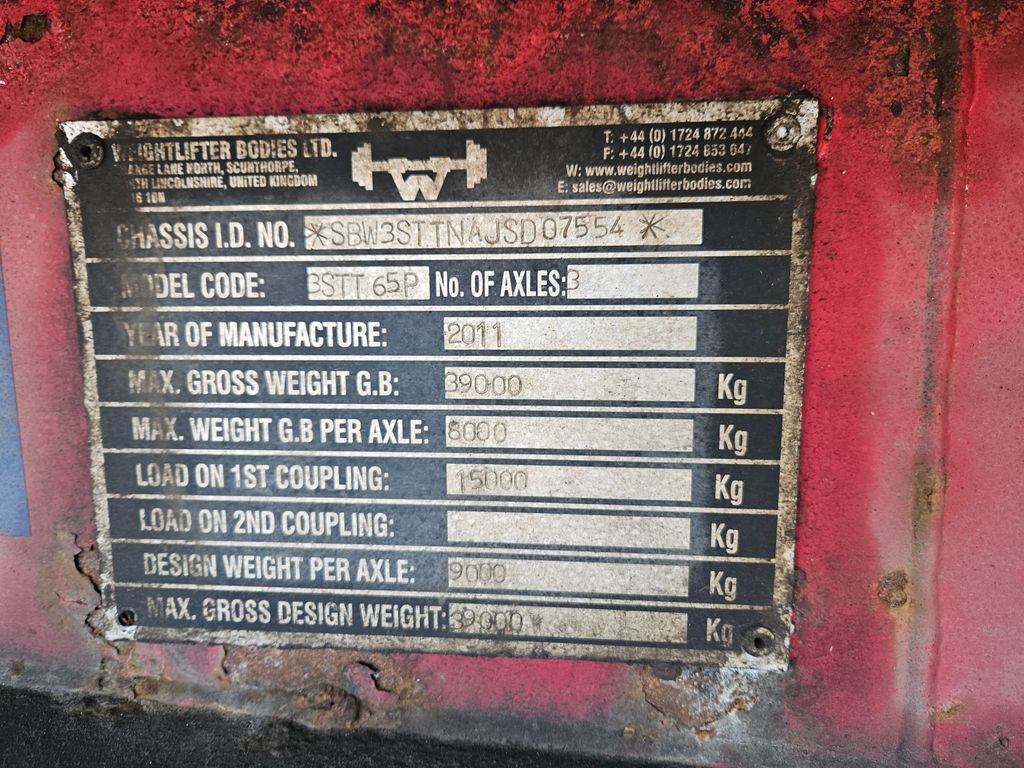 WEIGHTLIFTER BODIES LTD.
LANE NORTH, SCUNTHORPE,
LINCOLNSHIRE, UNITED KINGDOM
T: +44 (0) 1724 872 444
F: +44 (0) 1724 853 647
W: www.weightlifterbodies.com
E: sales@weightlifterbodies.com
CHASSIS I.D. NO. *SBW3STTNAJSD07554*
MODEL CODE: 3STT 65P No. OF AXLES: 3
YEAR OF MANUFACTURE: 2011
MAX. GROSS WEIGHT G.B: 39000 Kg
MAX. WEIGHT G.B PER AXLE: 8000 Kg
LOAD ON 1ST COUPLING: 15000 Kg
LOAD ON 2ND COUPLING: Kg
DESIGN WEIGHT PER AXLE: 9000 Kg
MAX. GROSS DESIGN WEIGHT: 39000 Kg